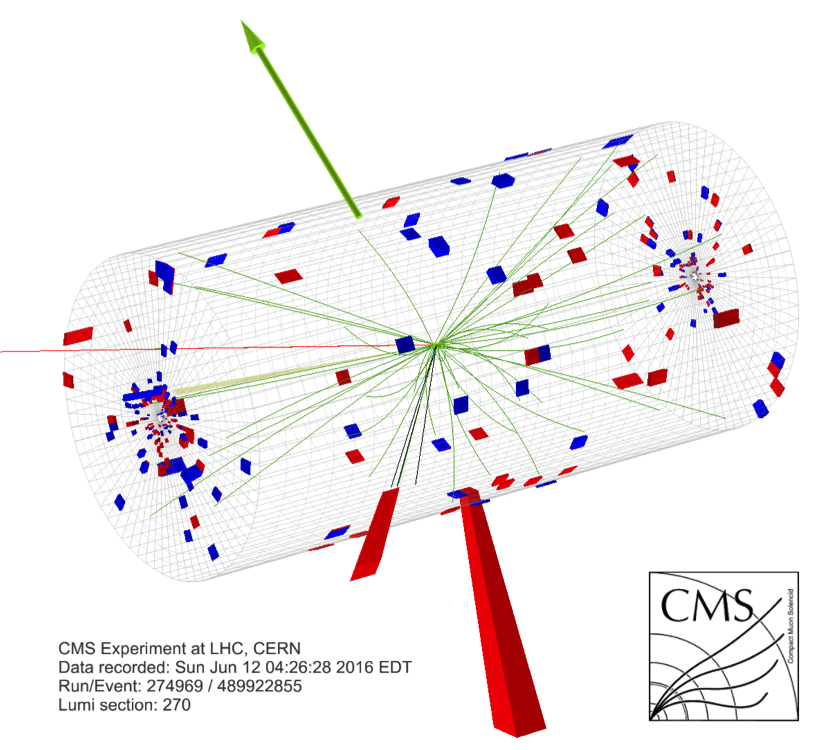 CMS Experiment at LHC, CERN
Data recorded: Sun Jun 12 04:26:28 2016 EDT
Run/Event: 274969 / 489922855
Lumi section: 270
CMS
Compact Muon Solenoid